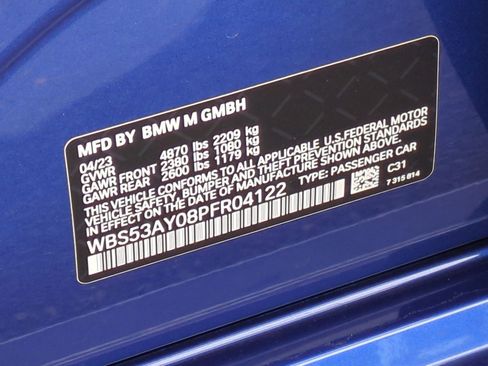 MFD BY BMW M GMBH
04/23
GVWR 4870 lbs 2209 kg
GAWR FRONT 2380 lbs 1080 kg
GAWR REAR 2600 lbs 1179 kg
THIS VEHICLE CONFORMS TO ALL APPLICABLE U.S.FEDERAL MOTOR
VEHICLE SAFETY, BUMPER AND THEFT PREVENTION STANDARDS
IN EFFECT ON THE DATE OF MANUFACTURE SHOWN ABOVE.
WBS53AY08PFR04122 TYPE: PASSENGER CAR
C31
7 315 814